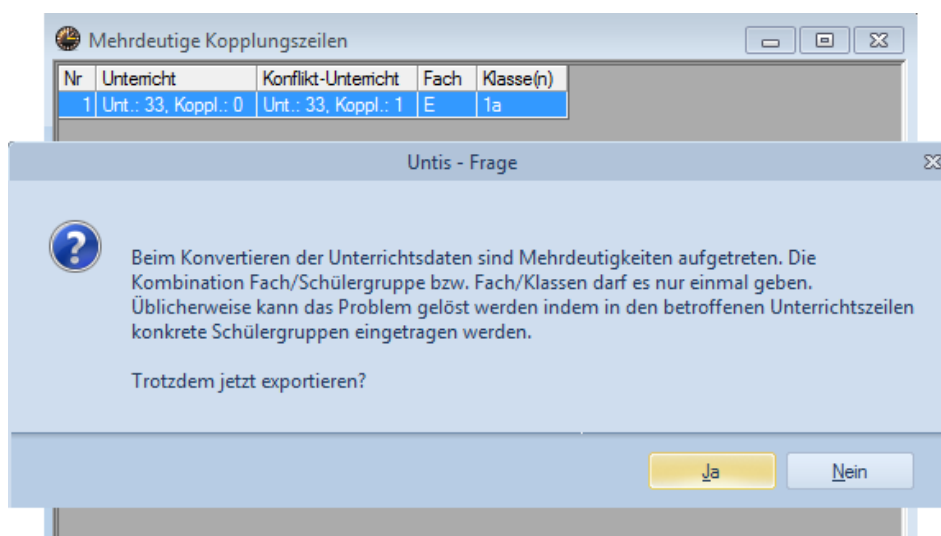 Mehrdeutige Kopplungszeilen
Nr Unterricht Konflikt-Unterricht Fach Klasse(n)
1 Unt.: 33, Koppl.: 0 Unt.: 33, Koppl.: 1 E 1a
Untis - Frage
Beim Konvertieren der Unterrichtsdaten sind Mehrdeutigkeiten aufgetreten. Die
Kombination Fach/Schülergruppe bzw. Fach/Klassen darf es nur einmal geben.
Üblicherweise kann das Problem gelöst werden indem in den betroffenen Unterrichtszeilen
konkrete Schülergruppen eingetragen werden.
Trotzdem jetzt exportieren?
Ja Nein